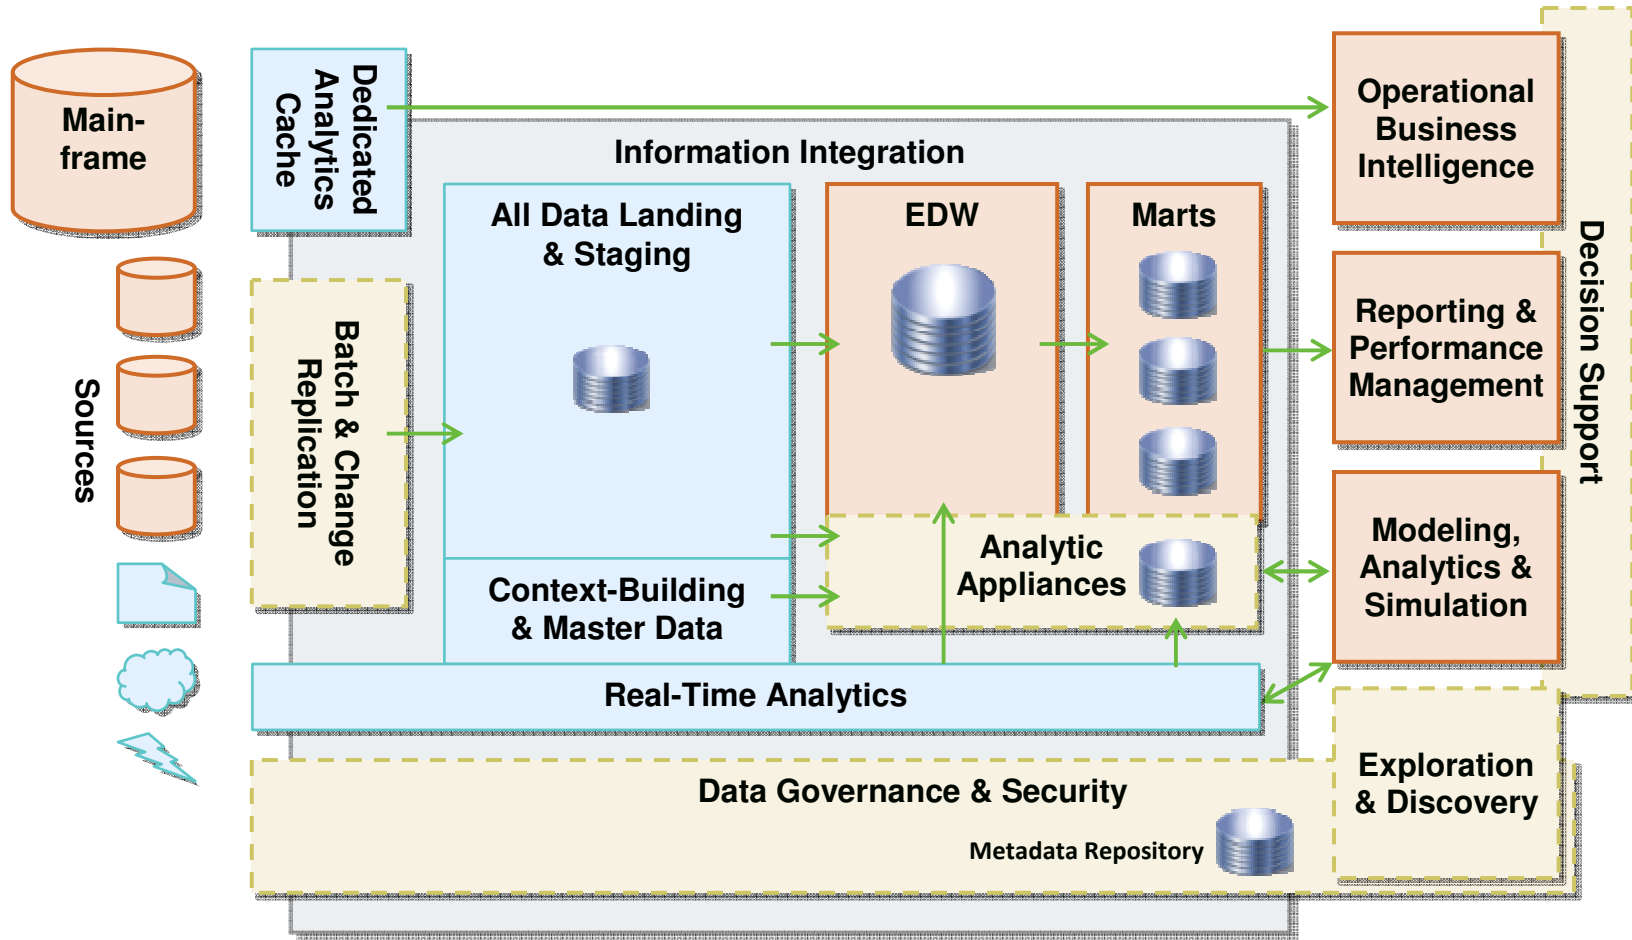 Main-
frame
Sources
Dedicated
Analytics
Cache
Batch & Change
Replication
Information Integration
All Data Landing
& Staging
Context-Building
& Master Data
EDW
Marts
Analytic
Appliances
Real-Time Analytics
Data Governance & Security
Metadata Repository
Operational
Business
Intelligence
Reporting &
Performance
Management
Modeling,
Analytics &
Simulation
Exploration
& Discovery
Decision Support